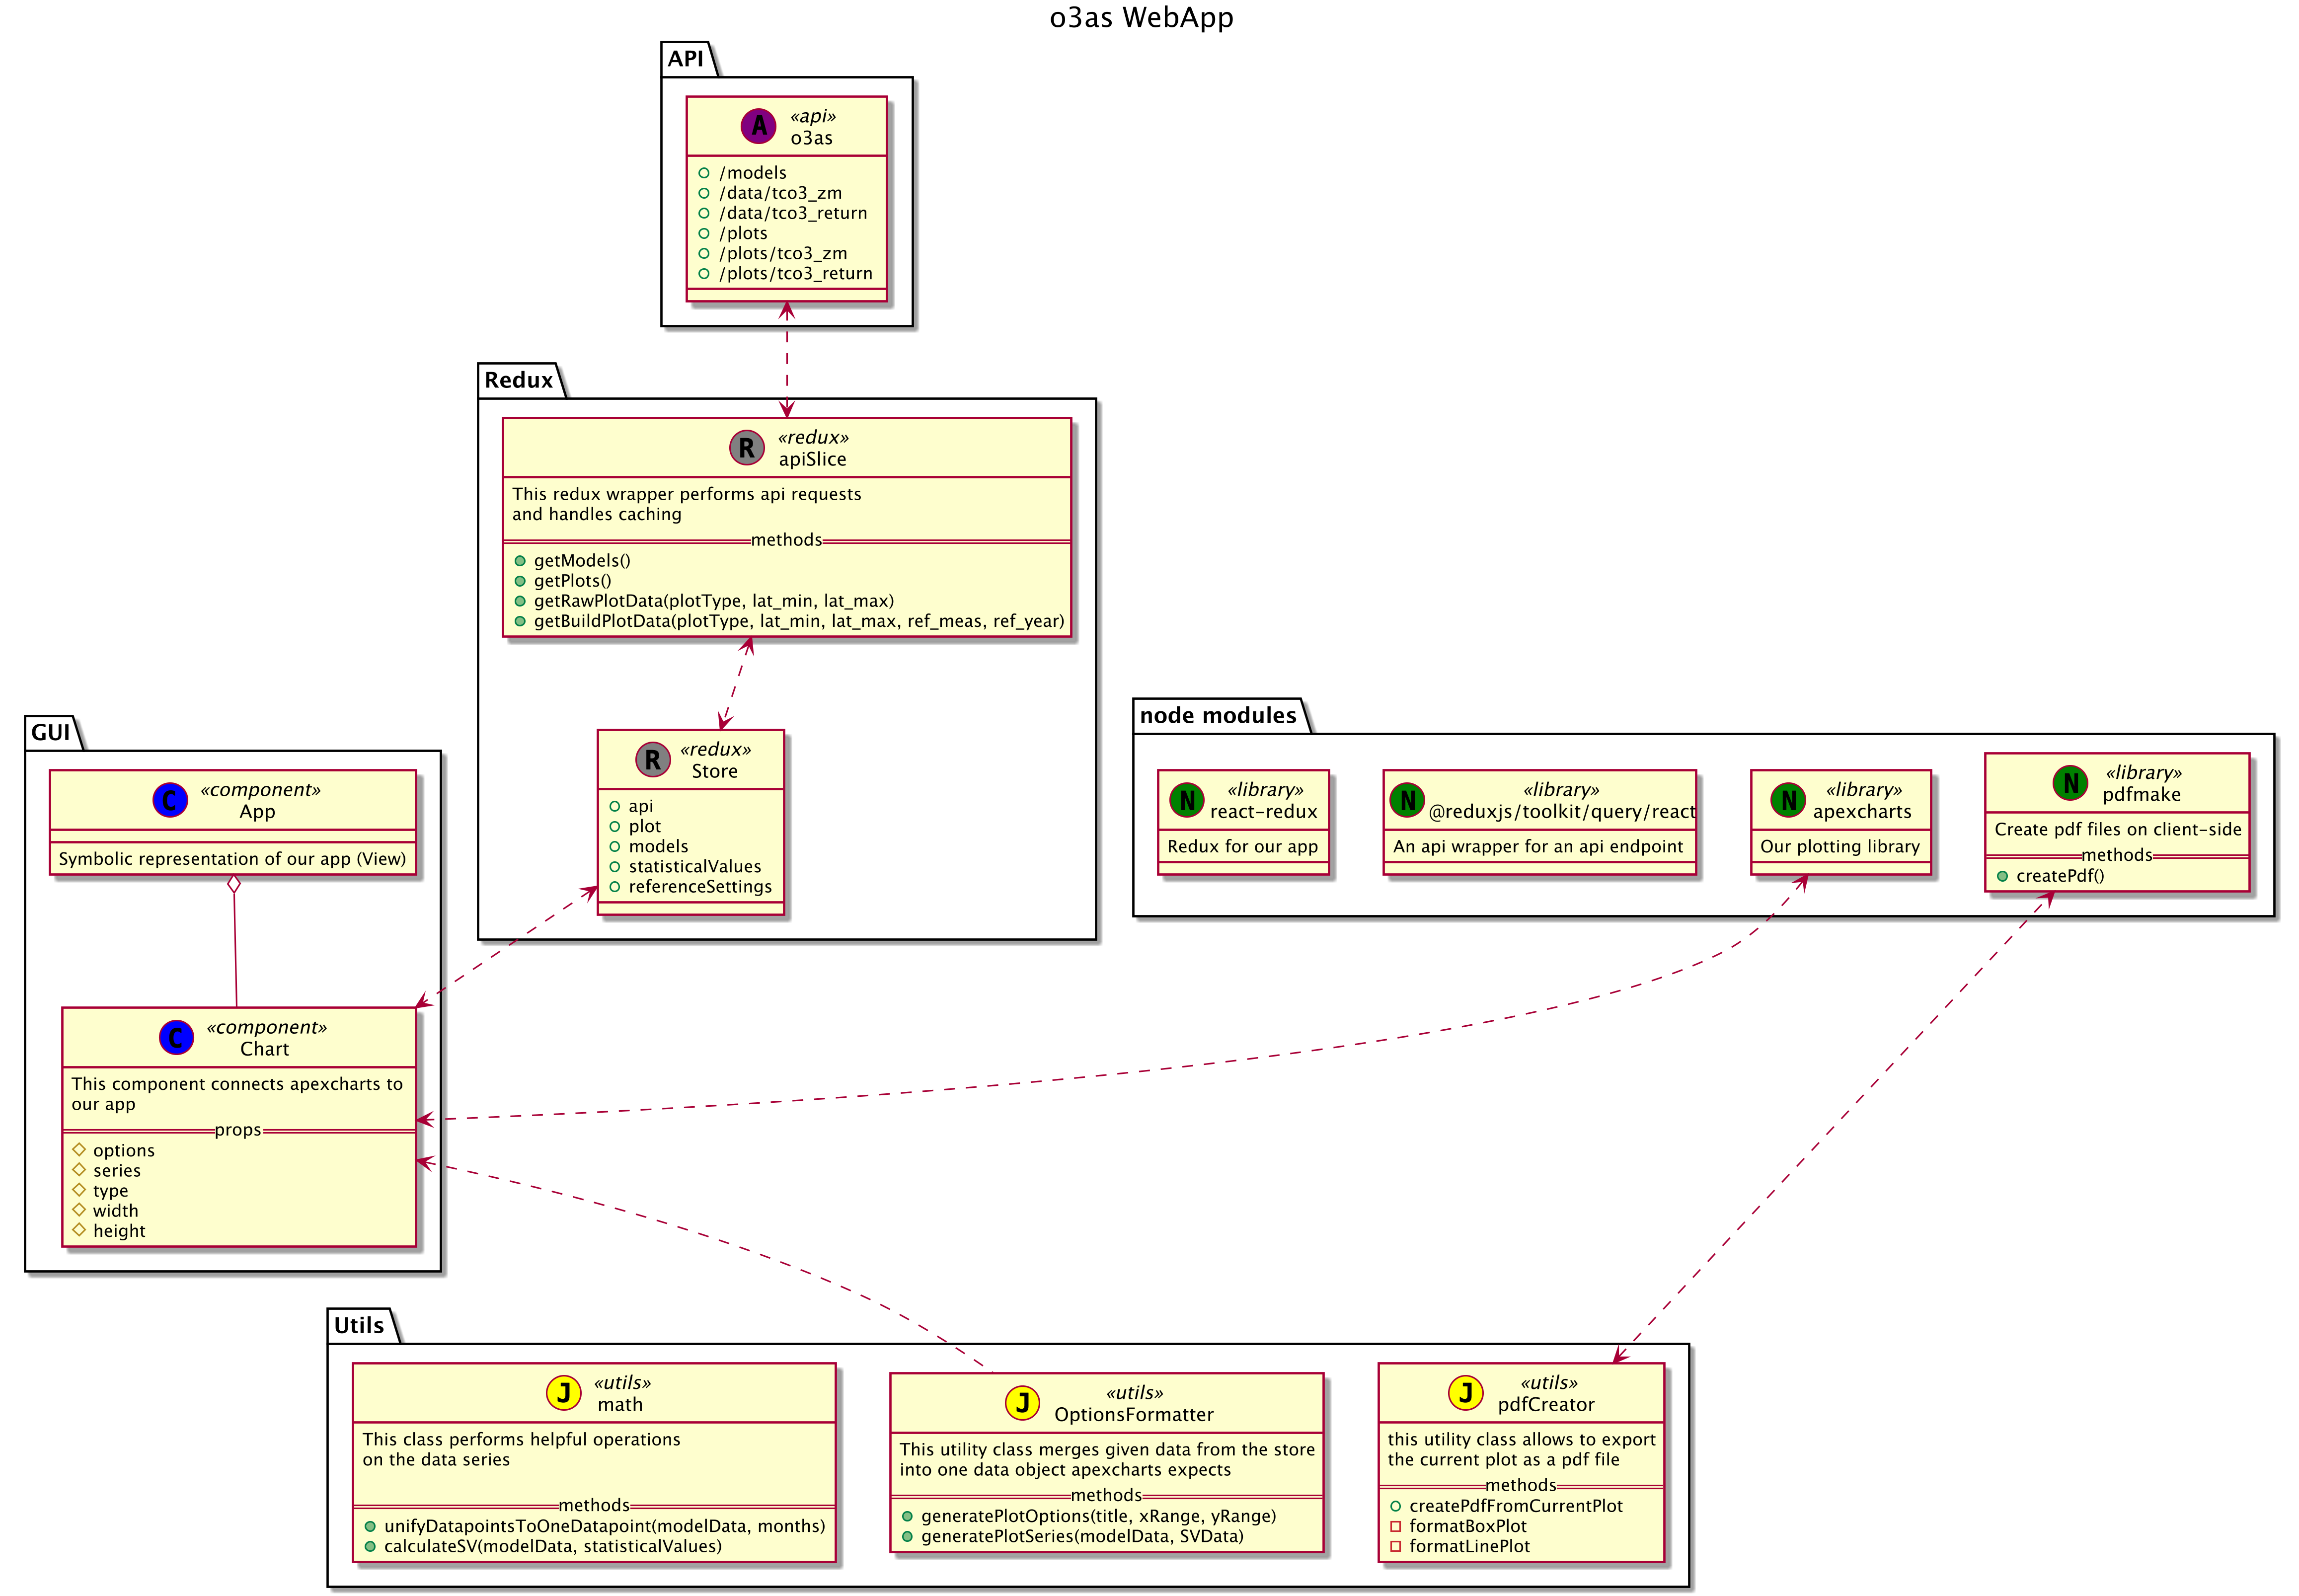 o3as WebApp
API
A
«api»
o3as
/models
/data/tco3_zm
/data/tco3_return
/plots
/plots/tco3_zm
/plots/tco3_return
Redux
R
«redux»
apiSlice
This redux wrapper performs api requests
and handles caching
methods
getModels()
getPlots()
getRawPlotData(plotType, lat_min, lat_max)
getBuildPlotData(plotType, lat_min, lat_max, ref_meas, ref_year)
R
«redux»
Store
api
plot
models
statisticalValues
referenceSettings
GUI
C
«component»
App
Symbolic representation of our app (View)
C
«component»
Chart
This component connects apexcharts to
our app
props
options
series
type
width
height
node modules
N
«library»
react-redux
Redux for our app
N
«library»
@reduxjs/toolkit/query/react
An api wrapper for an api endpoint
N
«library»
apexcharts
Our plotting library
N
«library»
pdfmake
Create pdf files on client-side
methods
createPdf()
Utils
J
«utils»
math
This class performs helpful operations
on the data series
methods
unifyDatapointsToOneDatapoint(modelData, months)
calculateSV(modelData, statisticalValues)
J
«utils»
OptionsFormatter
This utility class merges given data from the store
into one data object apexcharts expects
methods
generatePlotOptions(title, xRange, yRange)
generatePlotSeries(modelData, SVData)
J
«utils»
pdfCreator
this utility class allows to export
the current plot as a pdf file
methods
createPdfFromCurrentPlot
formatBoxPlot
formatLinePlot